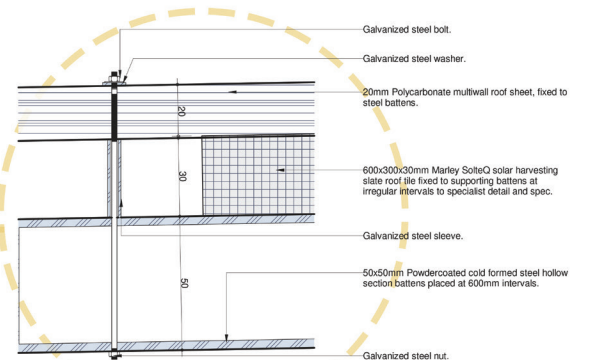 Galvanized steel bolt.
Galvanized steel washer.
20mm Polycarbonate multiwall roof sheet, fixed to
steel battens.
20
600x300x30mm Marley SolteQ solar harvesting
slate roof tile fixed to supporting battens at
irregular intervals to specialist detail and spec.
30
Galvanized steel sleeve.
50x50mm Powdercoated cold formed steel hollow
section battens placed at 600mm intervals.
50
Galvanized steel nut.